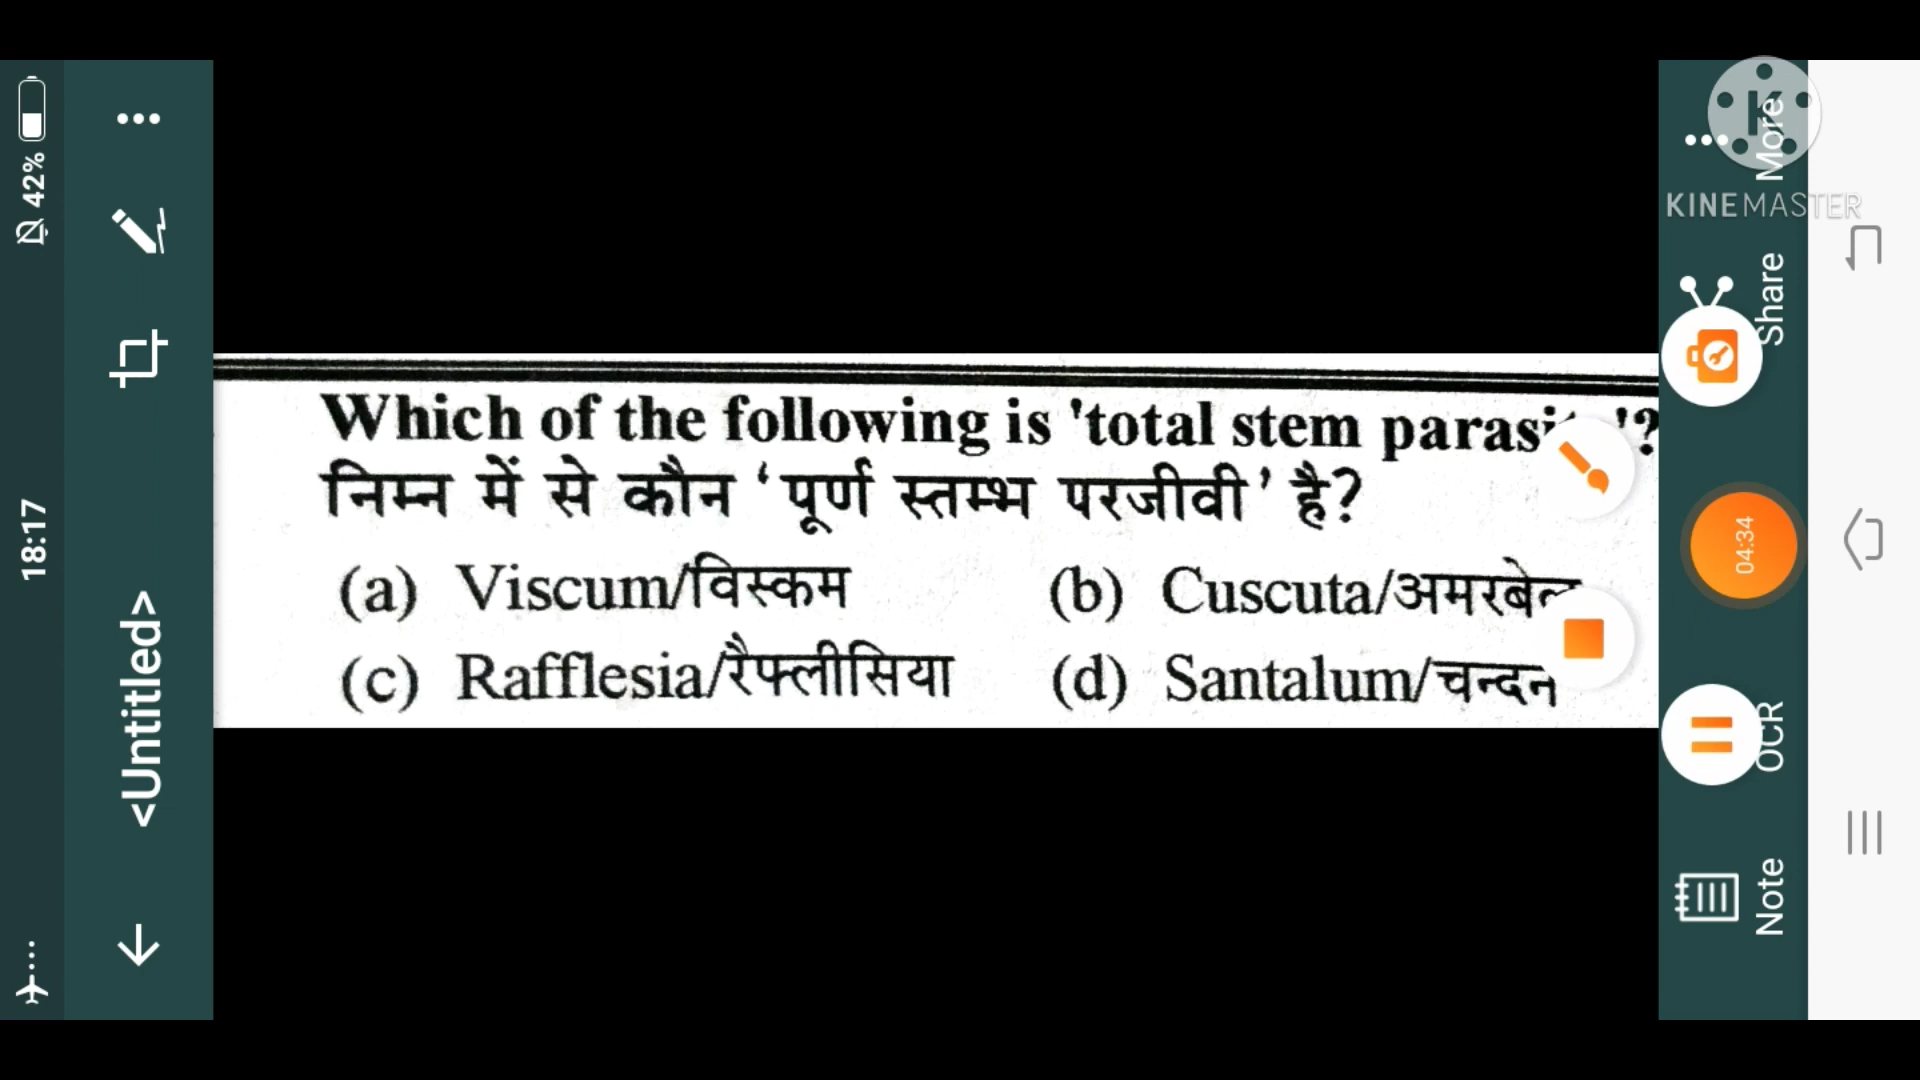 18:17
42%
<Untitled>
Which of the following is 'total stem
निम्न में से कौन ‘पूर्ण स्तम्भ परजीवी’ है?
(a) Viscum/विस्कम
(b) Cuscuta/अमरबेल
(c) Rafflesia/रैफ्लीसिया
(d) Santalum/चन्दन
More
KINEMASTER
Share
04:34
OCR
Note